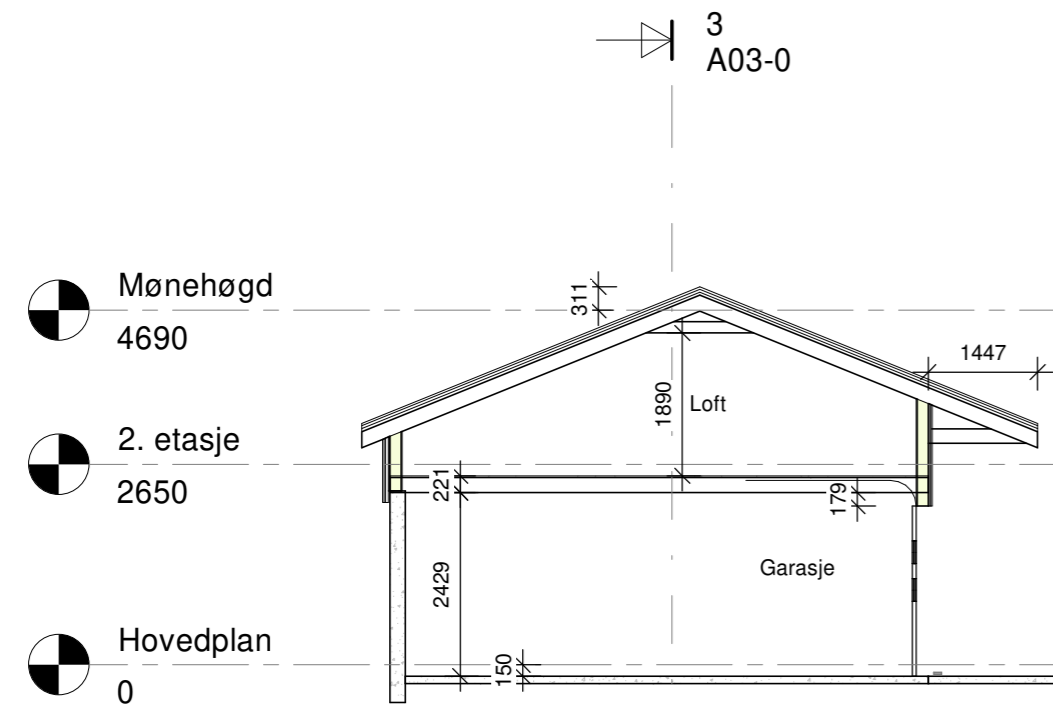 3
A03-0
Mønehøgd
4690
311
1447
1890
Loft
2. etasje
2650
221
179
2429
Garasje
Hovedplan
0
150